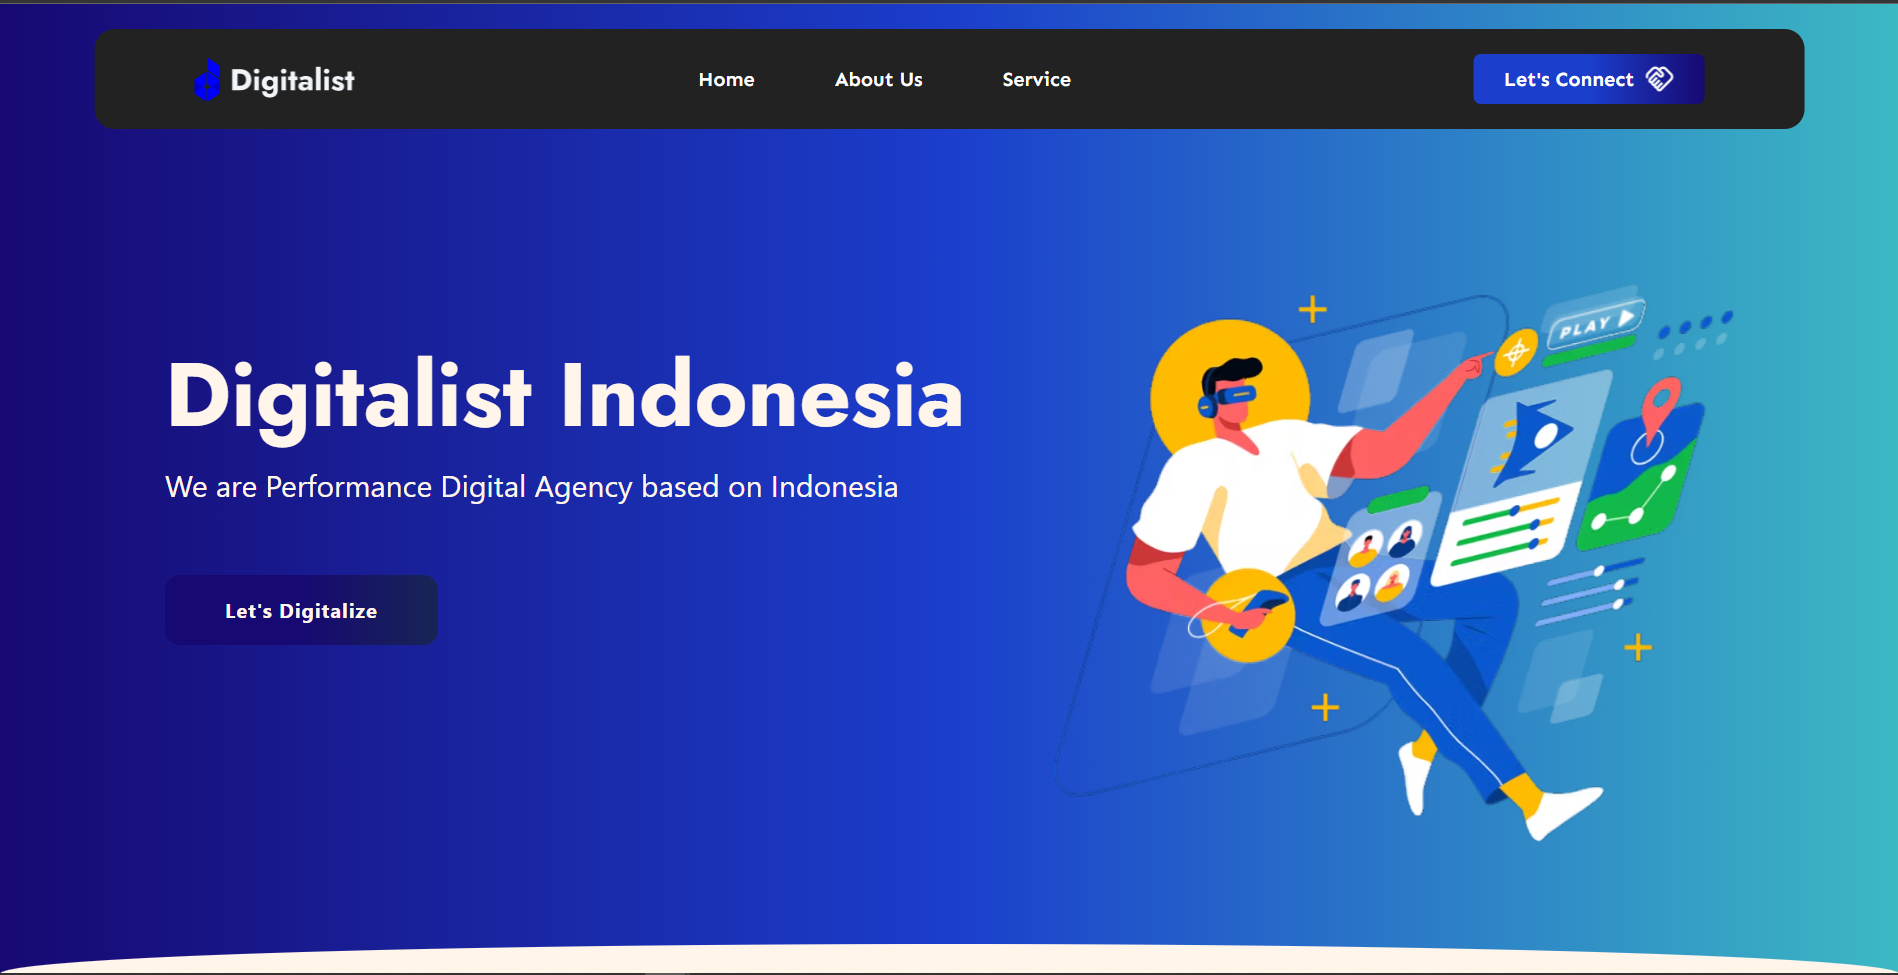 Digitalist
Home
About Us
Service
Let's Connect
Digitalist Indonesia
We are Performance Digital Agency based on Indonesia
Let's Digitalize
PLAY